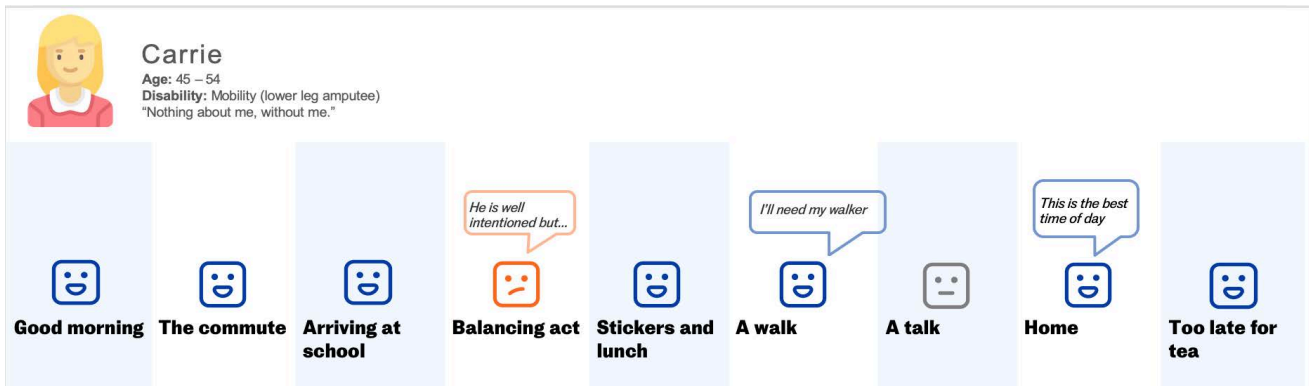 Carrie
Age: 45 – 54
Disability: Mobility (lower leg amputee)
“Nothing about me, without me.”
He is well
intentioned but...
I'll need my walker
This is the best
time of day
Good morning
The commute
Arriving at
school
Balancing act
Stickers and
lunch
A walk
A talk
Home
Too late for
tea